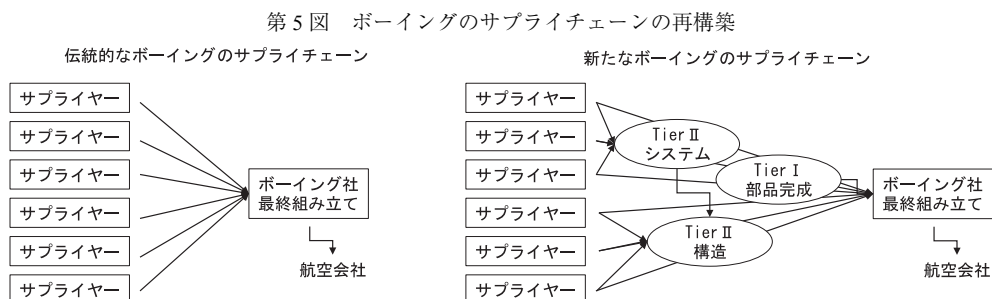 第5図　ボーイングのサプライチェーンの再構築
伝統的なボーイングのサプライチェーン
サプライヤー
サプライヤー
サプライヤー
サプライヤー
サプライヤー
サプライヤー
ボーイング社
最終組み立て
航空会社
新たなボーイングのサプライチェーン
サプライヤー
サプライヤー
サプライヤー
サプライヤー
サプライヤー
サプライヤー
TierⅡ
システム
TierⅠ
部品完成
TierⅡ
構造
ボーイング社
最終組み立て
航空会社